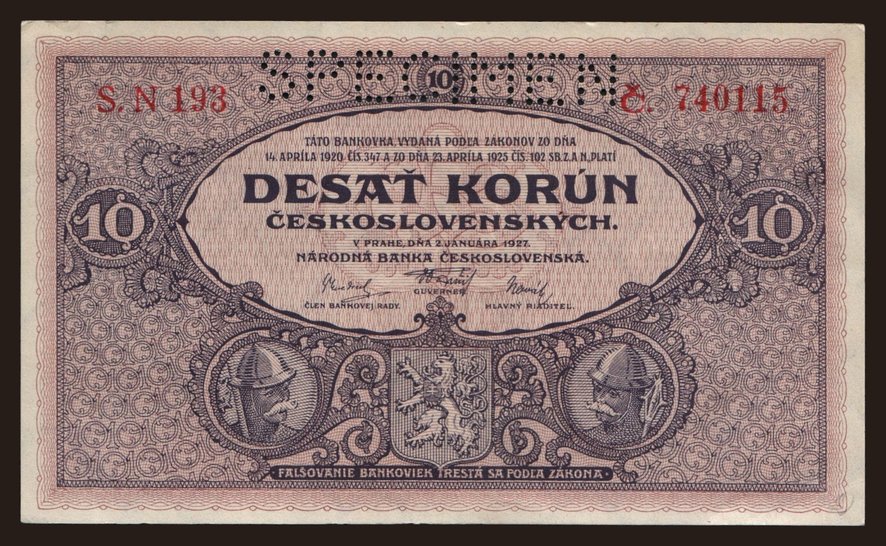 SPECIMEN
10
S. N 193
Č. 740115
TÁTO BANKOVKA, VYDANÁ PODĽA ZÁKONOV ZO DŇA
14. APRÍLA 1920 ČÍS. 347 A ZO DŇA 23. APRÍLA 1925 ČÍS. 102 SB. Z. A N., PLATÍ
DESAŤ KORÚN
ČESKOSLOVENSKÝCH.
10 10
V PRAHE, DŇA 2. JANUÁRA 1927.
NÁRODNÁ BANKA ČESKOSLOVENSKÁ.
GUVERNER
ČLEN BANKOVEJ RADY. HLAVNÝ RIADITEĽ.
FALŠOVANIE BANKOVIEK TRESTÁ SA PODĽA ZÁKONA